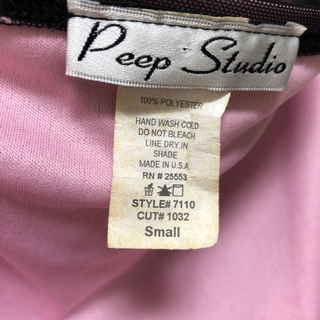 Peep Studio
100% POLYESTER
HAND WASH COLD
DO NOT BLEACH
LINE DRY IN
SHADE
MADE IN U.S.A
RN # 25553
STYLE# 7110
CUT# 1032
Small